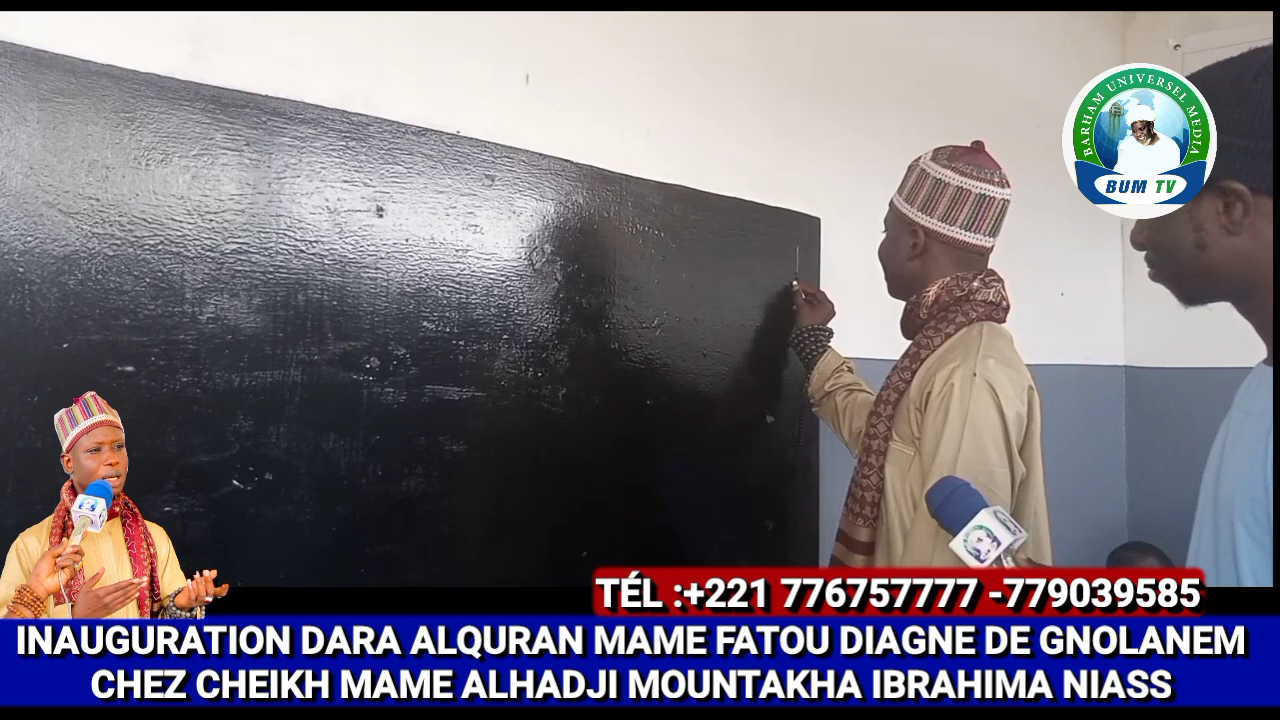 BARHAM UNIVERSEL MEDIA
BUM TV
TÉL :+221 776757777 -779039585
INAUGURATION DARA ALQURAN MAME FATOU DIAGNE DE GNOLANEM
CHEZ CHEIKH MAME ALHADJI MOUNTAKHA IBRAHIMA NIASS